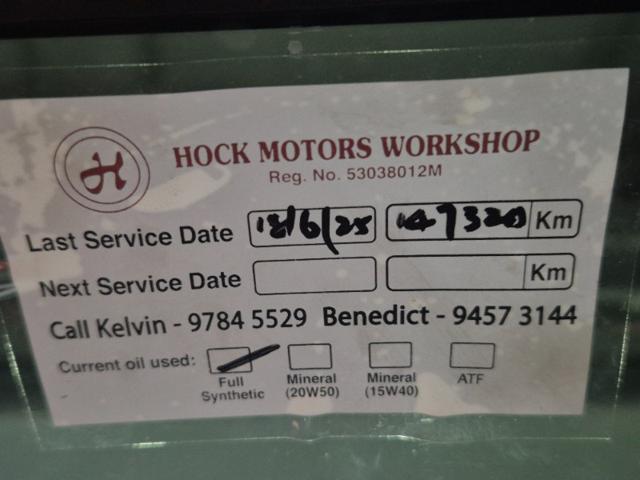 H HOCK MOTORS WORKSHOP
Reg. No. 53038012M
Last Service Date 18/6/25 147320 Km
Next Service Date Km
Call Kelvin - 9784 5529 Benedict - 9457 3144
Current oil used:
Full Synthetic Mineral (20W50) Mineral (15W40) ATF